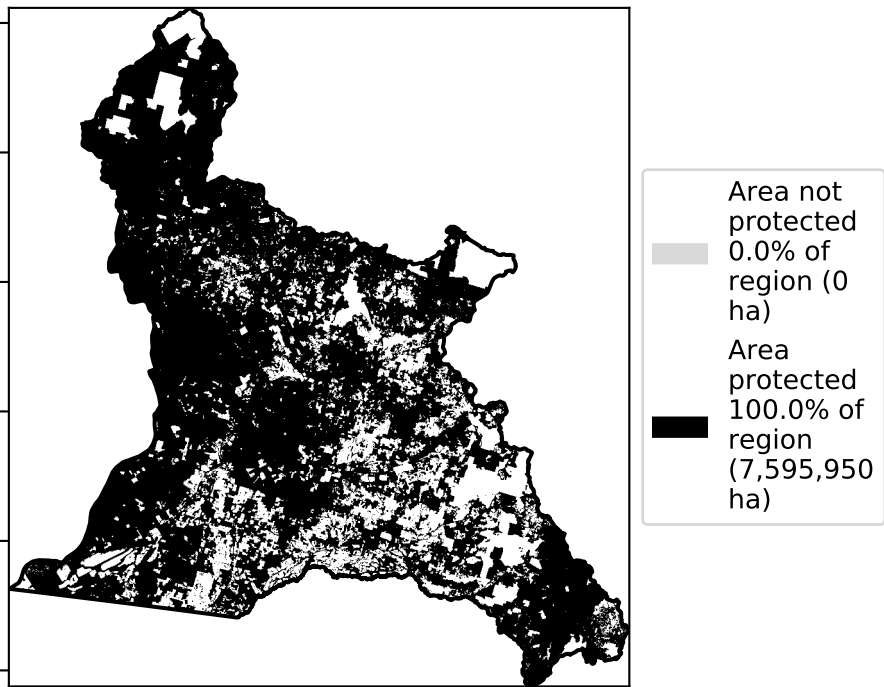 Area not
protected
0.0% of
region (0
ha)
Area
protected
100.0% of
region
(7,595,950
ha)